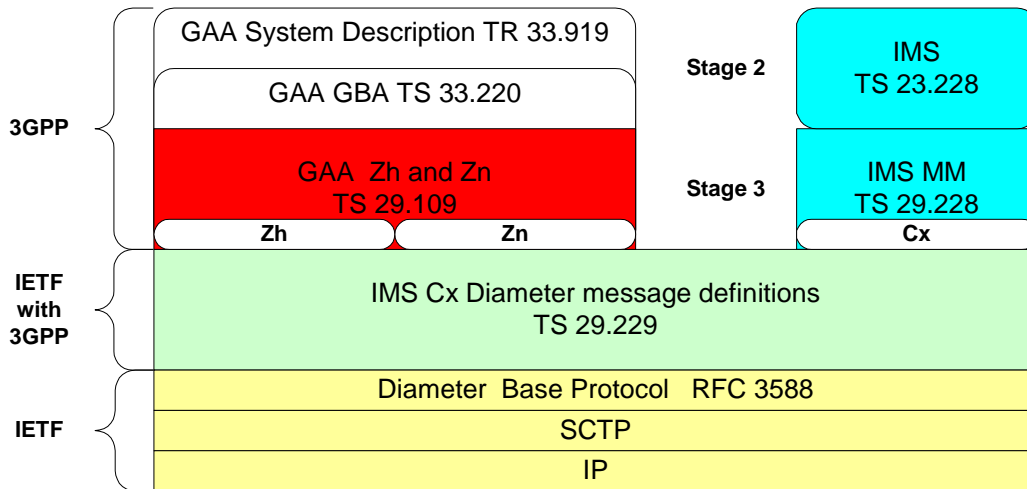 GAA System Description TR 33.919
GAA GBA TS 33.220
Stage 2
IMS
TS 23.228
3GPP
GAA Zh and Zn
TS 29.109
Stage 3
IMS MM
TS 29.228
Zh
Zn
Cx
IETF
with
3GPP
IMS Cx Diameter message definitions
TS 29.229
IETF
Diameter Base Protocol RFC 3588
SCTP
IP